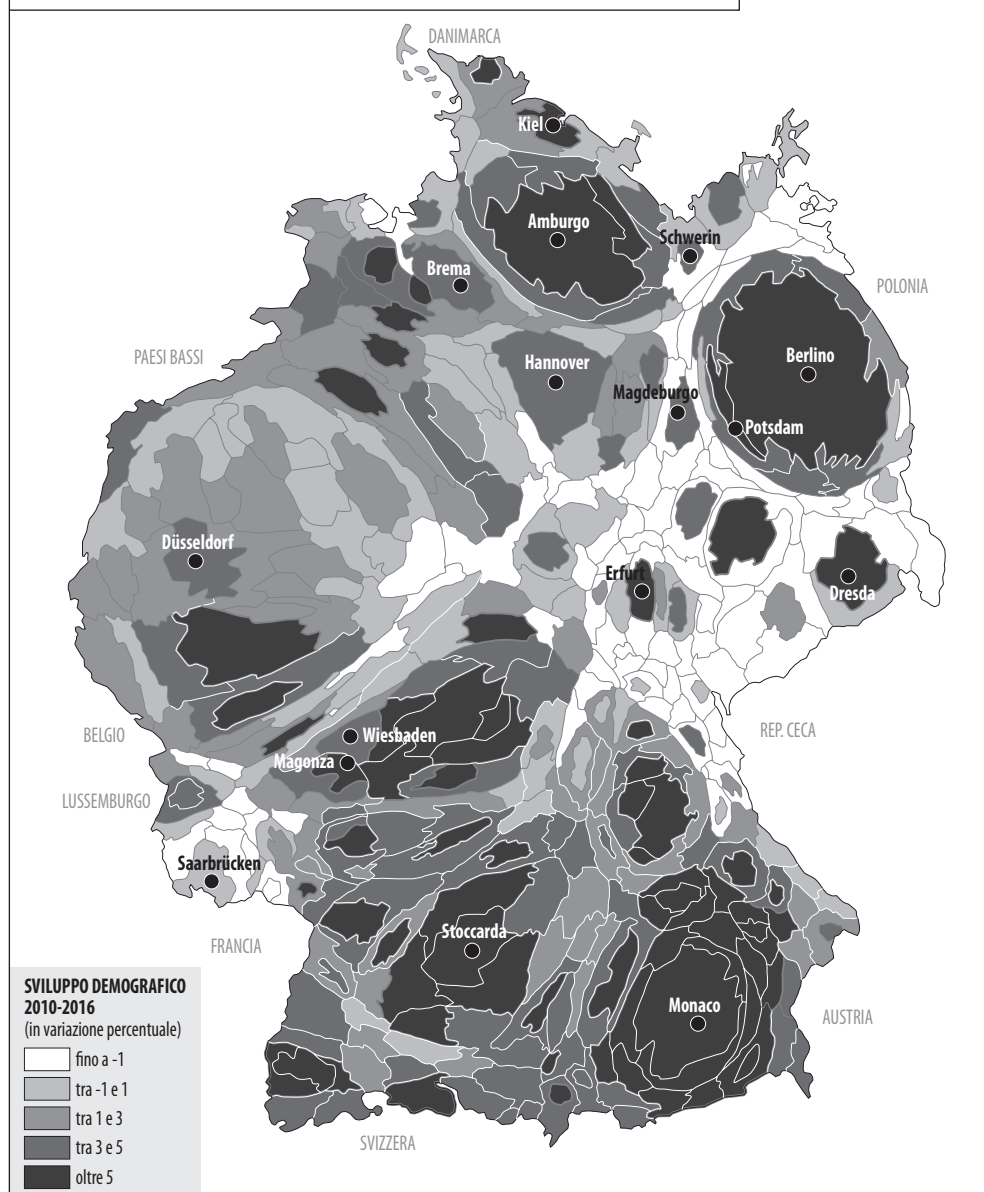 DANIMARCA
Kiel
Amburgo
Schwerin
Brema
POLONIA
PAESI BASSI
Hannover
Berlino
Magdeburgo
Potsdam
Düsseldorf
Erfurt
Dresda
BELGIO
Wiesbaden
REP. CECA
Magonza
LUSSEMBURGO
Saarbrücken
Stoccarda
FRANCIA
Monaco
AUSTRIA
SVIZZERA
SVILUPPO DEMOGRAFICO
2010-2016
(in variazione percentuale)
fino a -1
tra -1 e 1
tra 1 e 3
tra 3 e 5
oltre 5